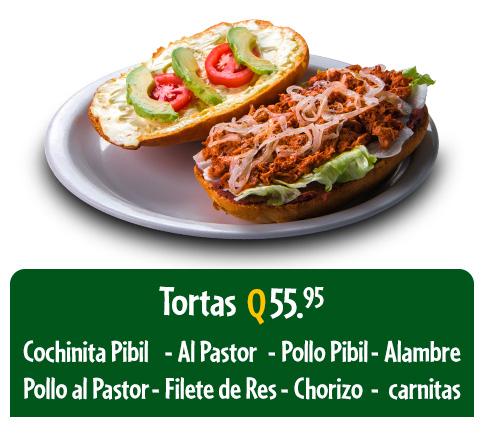 Tortas Q55.95
Cochinita Pibil - Al Pastor - Pollo Pibil - Alambre
Pollo al Pastor - Filete de Res - Chorizo - carnitas